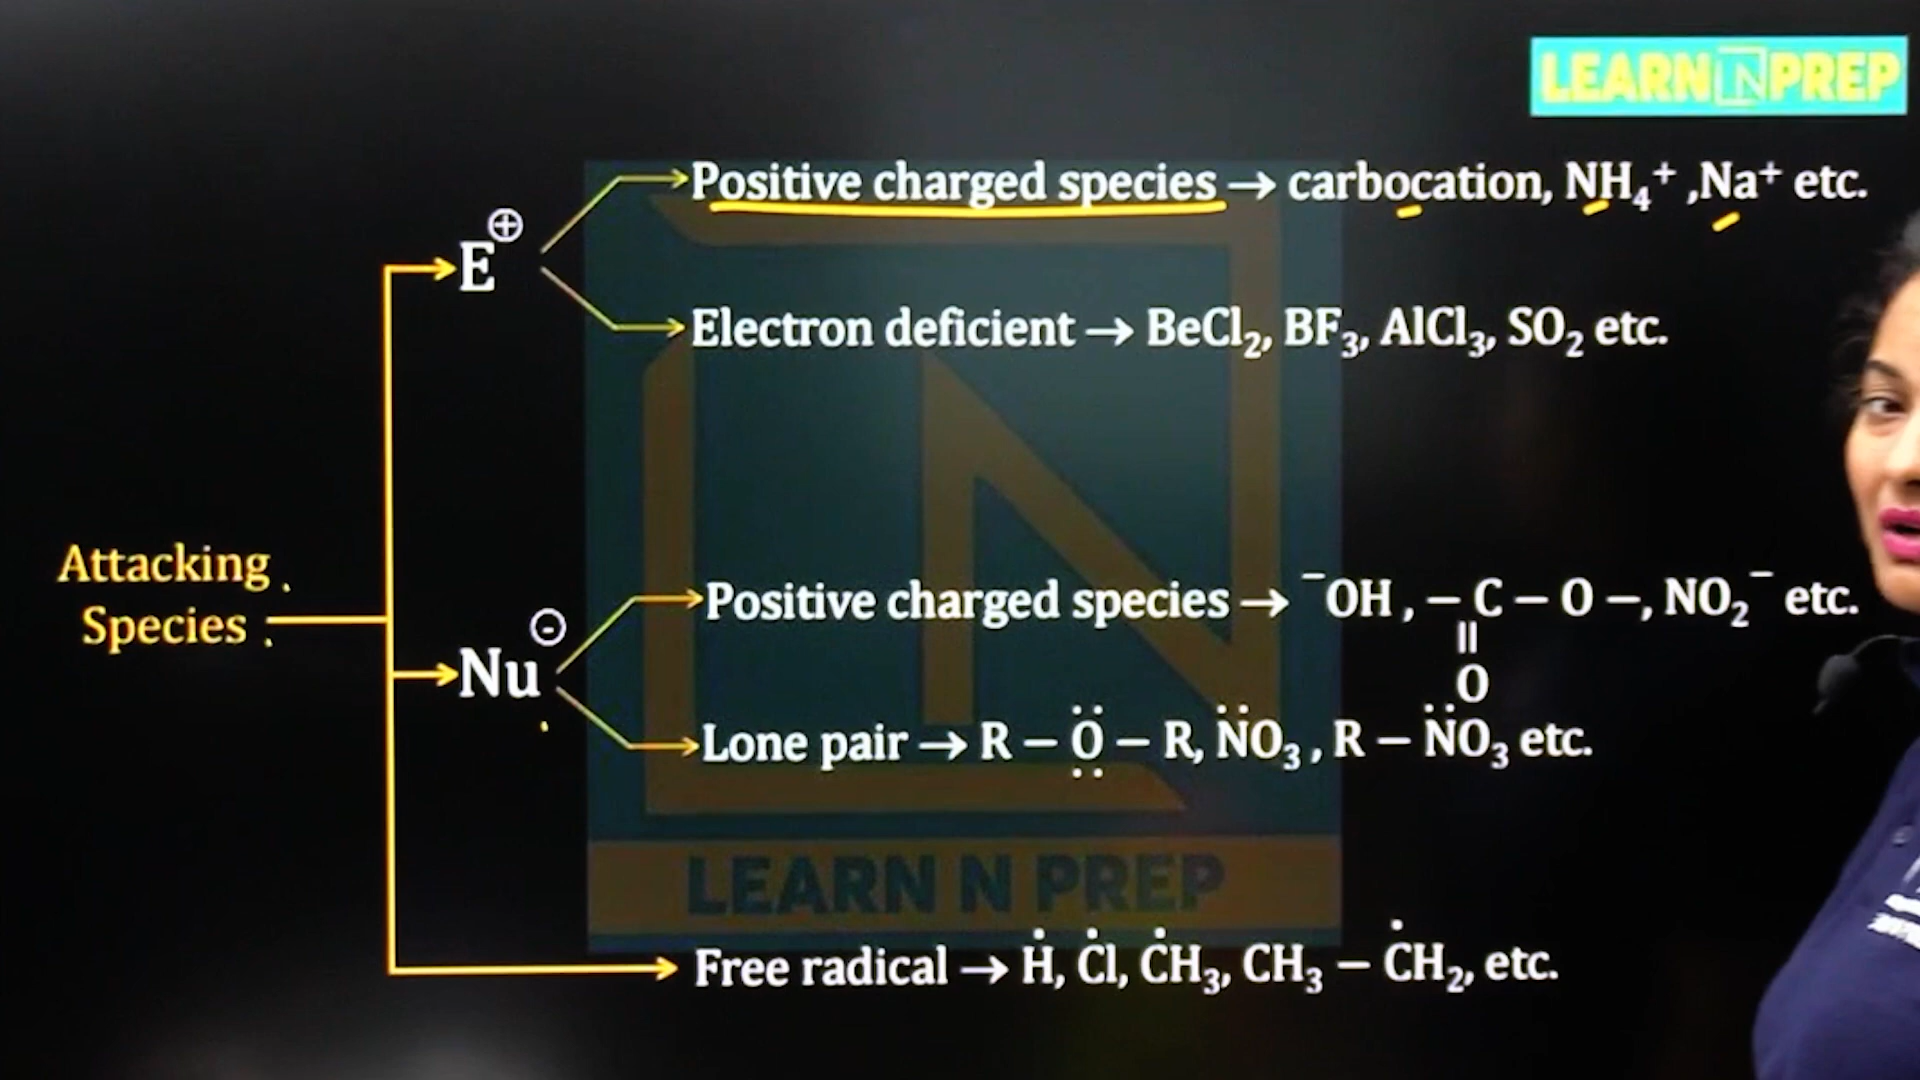 LEARN N PREP
Positive charged species → carbocation, NH₄⁺ ,Na⁺ etc.
E⊕
Electron deficient → BeCl₂, BF₃, AlCl₃, SO₂ etc.
Attacking
Species
Positive charged species → ⁻OH , – C – O –, NO₂⁻ etc.
||
O
Nu⊖
Lone pair → R – Ö – R, N̈O₃ , R – N̈O₃ etc.
LEARN N PREP
Free radical → Ḣ, Ċl, ĊH₃, CH₃ – ĊH₂, etc.